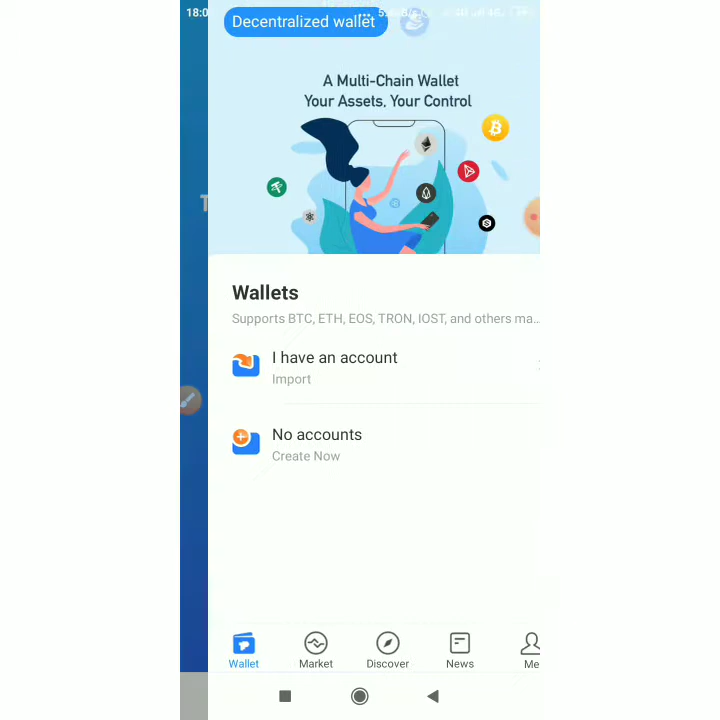 18:0
Decentralized wallet
A Multi-Chain Wallet
Your Assets, Your Control
Wallets
Supports BTC, ETH, EOS, TRON, IOST, and others ma...
I have an account
Import
No accounts
Create Now
Wallet
Market
Discover
News
Me